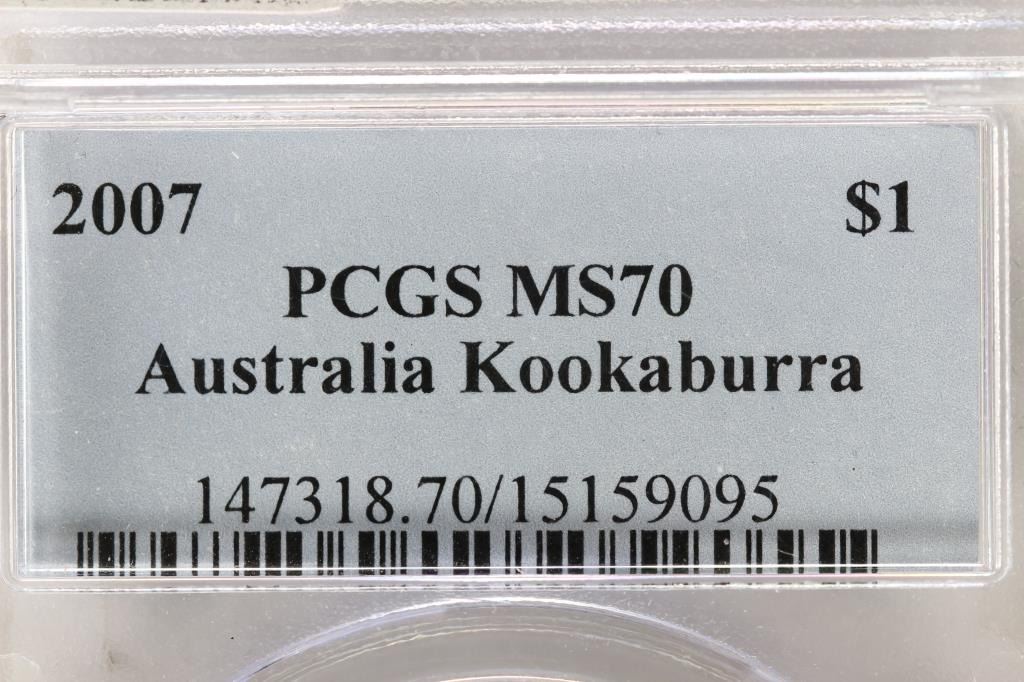 2007 $1
PCGS MS70
Australia Kookaburra
147318.70/15159095